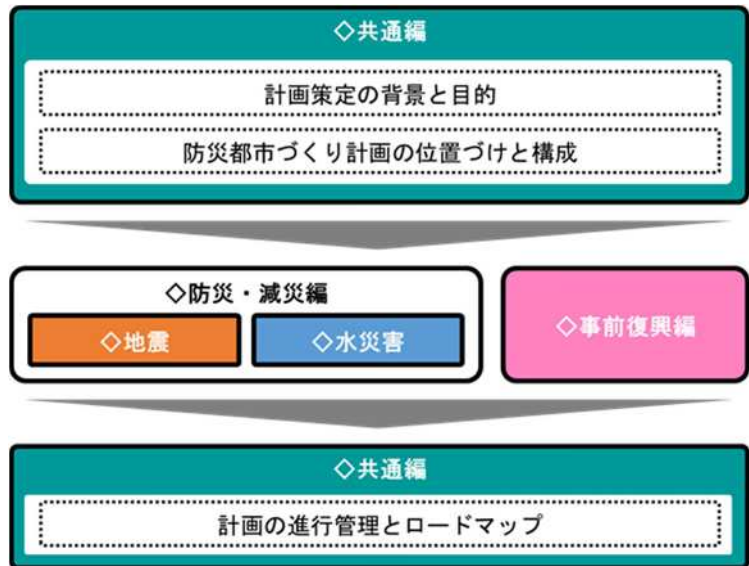 ◇共通編
計画策定の背景と目的
防災都市づくり計画の位置づけと構成
◇防災・減災編
◇地震
◇水災害
◇事前復興編
◇共通編
計画の進行管理とロードマップ